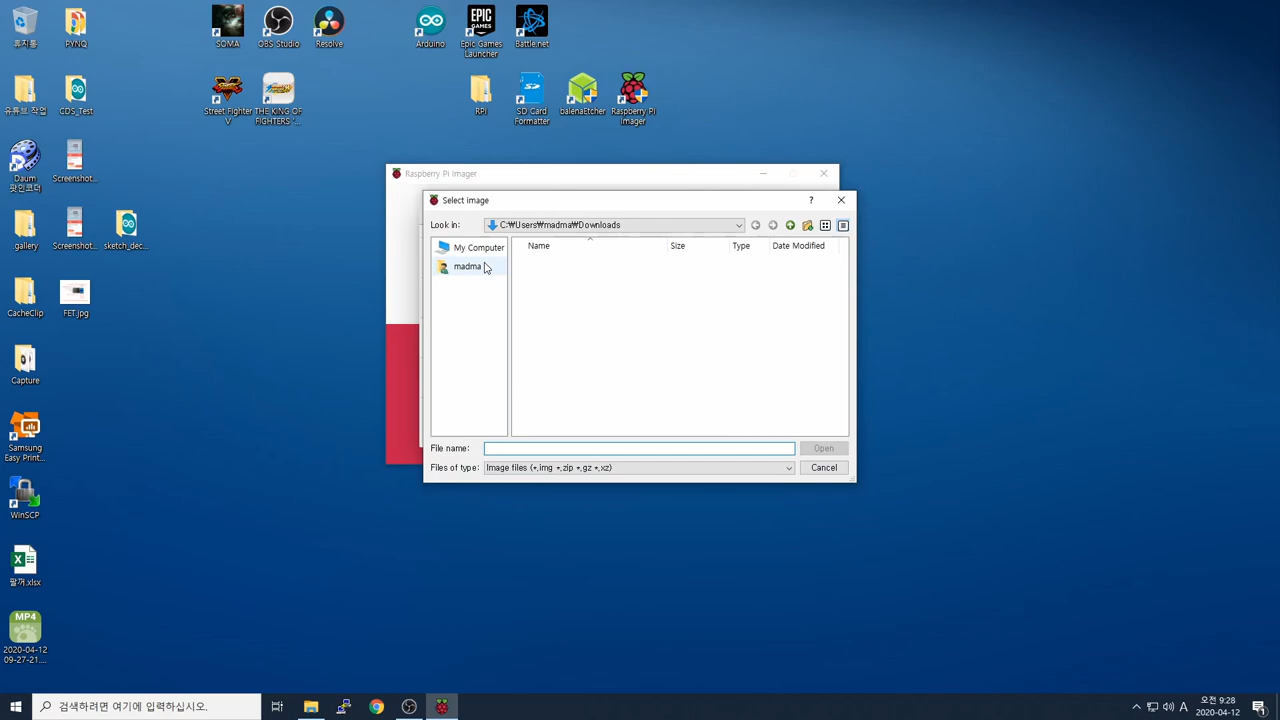 휴지통
PYNQ
SOMA
OBS Studio
Resolve
Arduino
Epic Games
Launcher
Battle.net
EPIC
GAMES
유튜브 작업
CDS_Test
Street Fighter
V
THE KING OF
FIGHTERS '...
RPi
SD Card
Formatter
balenaEtcher
Raspberry Pi
Imager
Daum
팟인코더
Screenshot...
.gallery
Screenshot...
sketch_dec...
CacheClip
FET.jpg
Capture
Samsung
Easy Print...
WinSCP
팔꺼.xlsx
MP4
2020-04-12
09-27-21....
Raspberry Pi Imager
Select image
Look in:
C:₩Users₩madma₩Downloads
My Computer
madma
Name
Size
Type
Date Modified
File name:
Open
Files of type:
Image files (*.img *.zip *.gz *.xz)
Cancel
검색하려면 여기에 입력하십시오.
A
오전 9:28
2020-04-12
1